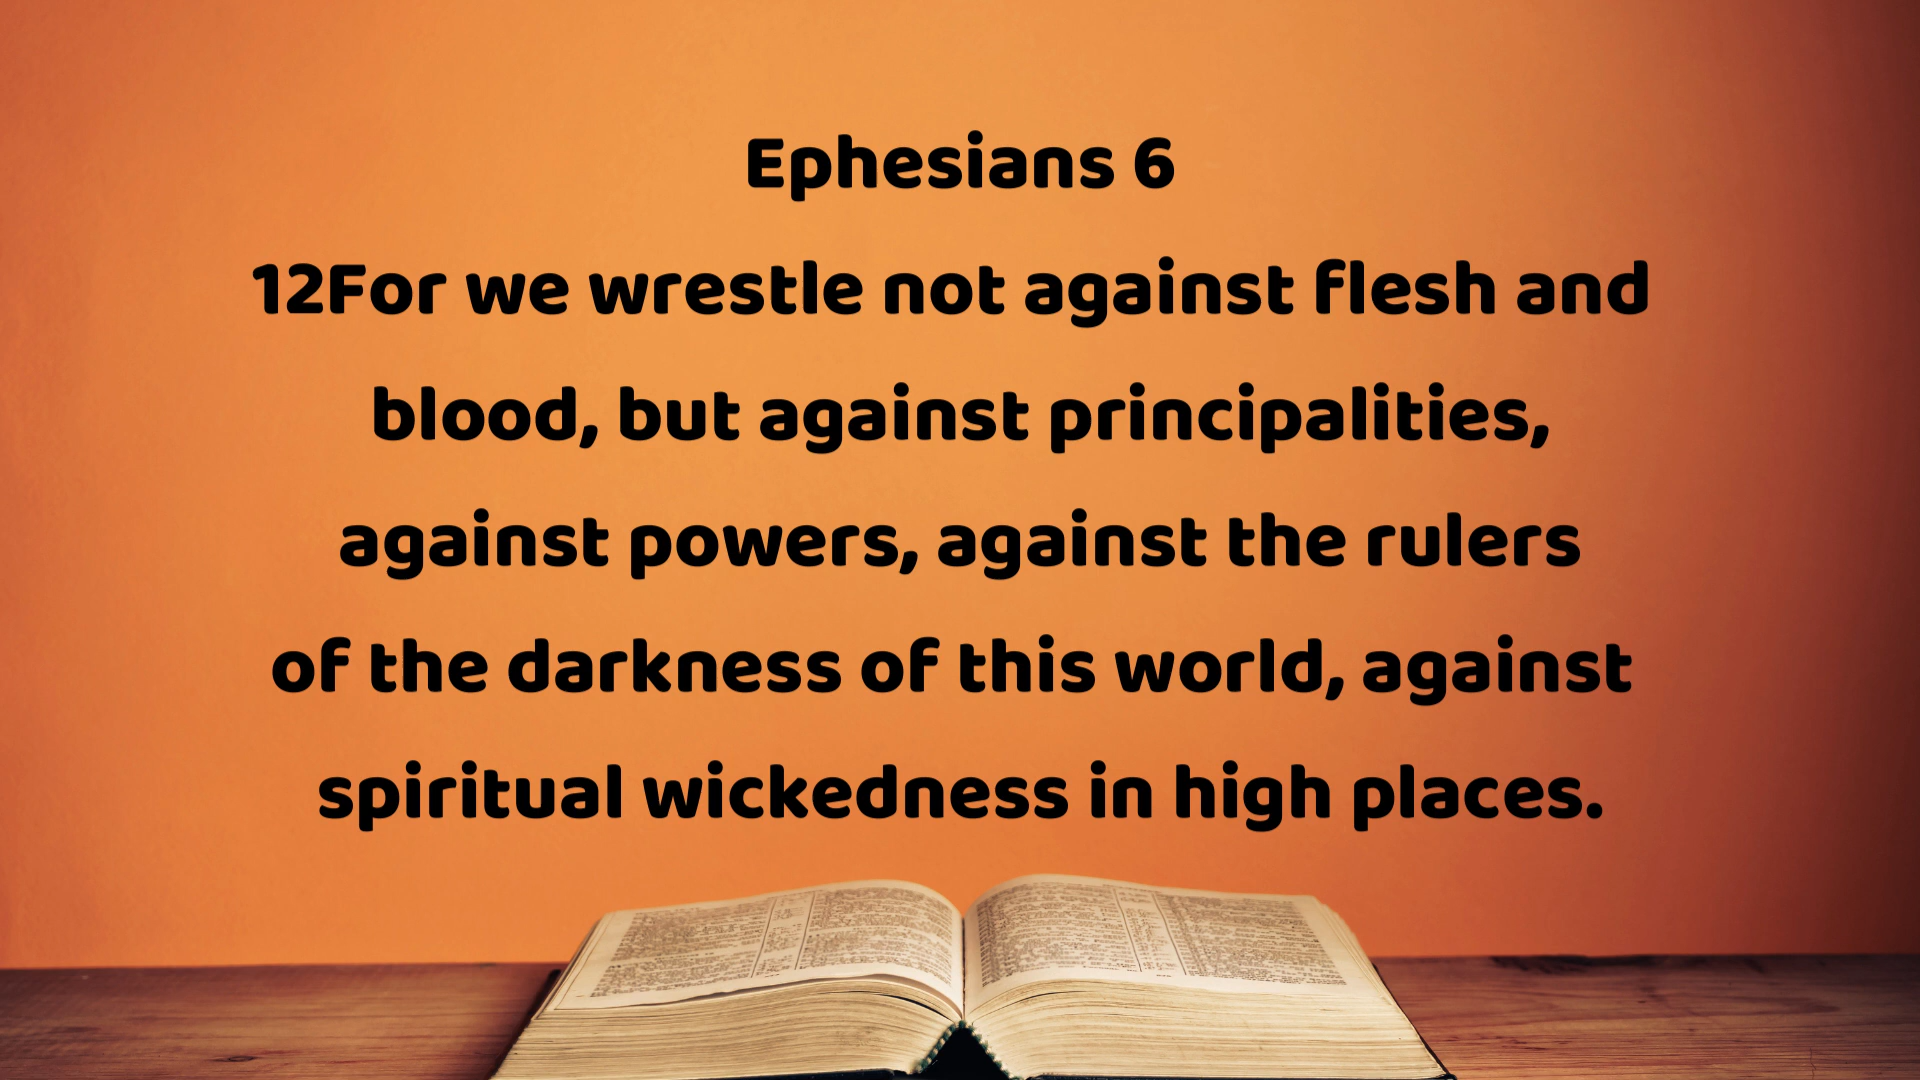 Ephesians 6
12For we wrestle not against flesh and
blood, but against principalities,
against powers, against the rulers
of the darkness of this world, against
spiritual wickedness in high places.